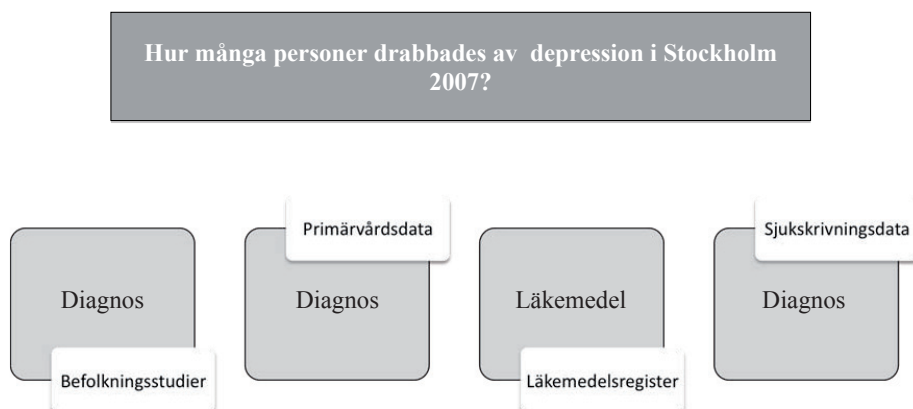 Hur många personer drabbades av depression i Stockholm
2007?
Diagnos
Befolkningsstudier
Primärvårdsdata
Diagnos
Läkemedel
Läkemedelsregister
Sjukskrivningsdata
Diagnos